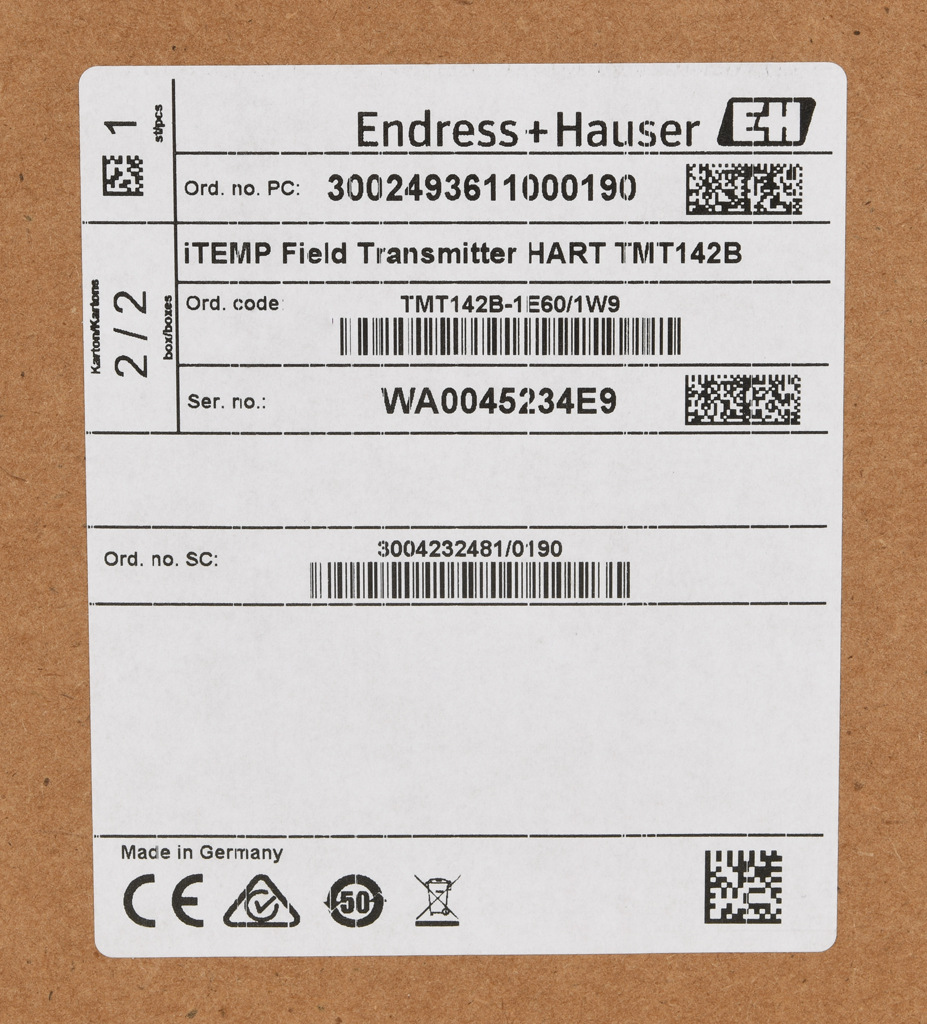 1
st/pcs
Endress+Hauser EH
Ord. no. PC: 3002493611000190
iTEMP Field Transmitter HART TMT142B
Karton/Kartons
2 / 2
box/boxes
Ord. code: TMT142B-1E60/1W9
Ser. no.: WA0045234E9
Ord. no. SC: 3004232481/0190
Made in Germany
CE 50